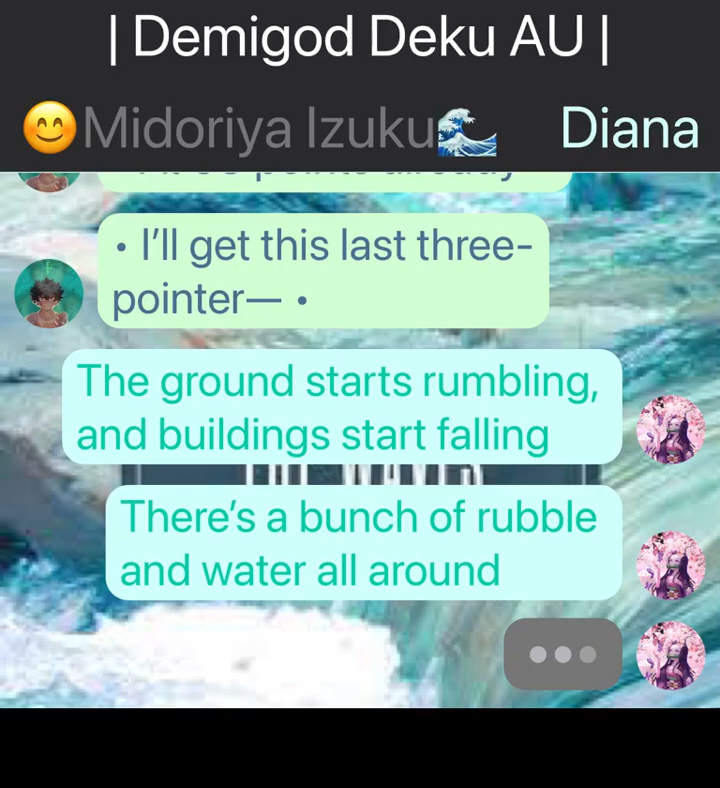 | Demigod Deku AU |
😊Midoriya Izuku🌊 Diana
• I’ll get this last three-
pointer— •
The ground starts rumbling,
and buildings start falling
There’s a bunch of rubble
and water all around